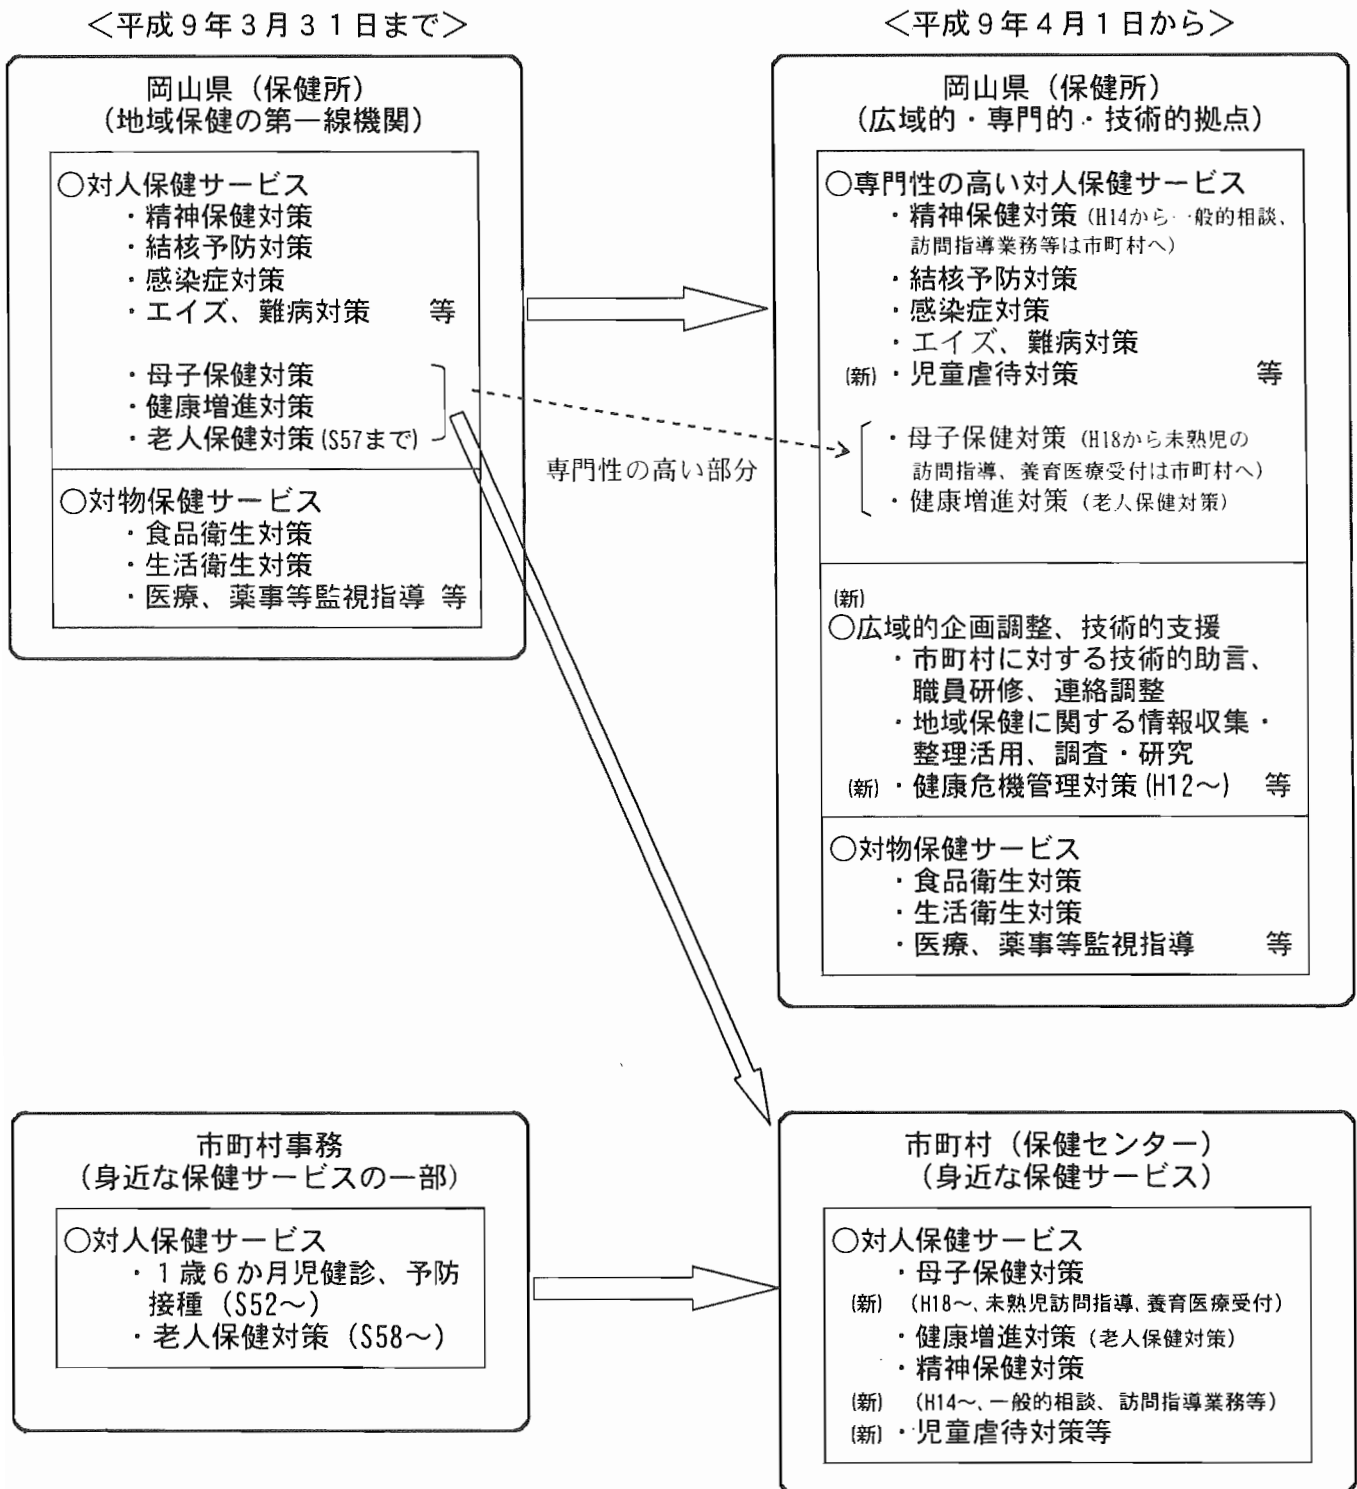 ＜平成９年３月３１日まで＞
岡山県（保健所）
（地域保健の第一線機関）
○対人保健サービス
・精神保健対策
・結核予防対策
・感染症対策
・エイズ、難病対策　等
・母子保健対策
・健康増進対策
・老人保健対策(S57まで)
○対物保健サービス
・食品衛生対策
・生活衛生対策
・医療、薬事等監視指導 等
専門性の高い部分
＜平成９年４月１日から＞
岡山県（保健所）
（広域的・専門的・技術的拠点）
○専門性の高い対人保健サービス
・精神保健対策（H14から一般的相談、
訪問指導業務等は市町村へ）
・結核予防対策
・感染症対策
・エイズ、難病対策
（新）・児童虐待対策　等
・母子保健対策（H18から未熟児の
訪問指導、養育医療受付は市町村へ）
・健康増進対策（老人保健対策）
（新）
○広域的企画調整、技術的支援
・市町村に対する技術的助言、
職員研修、連絡調整
・地域保健に関する情報収集・
整理活用、調査・研究
（新）・健康危機管理対策(H12～)　等
○対物保健サービス
・食品衛生対策
・生活衛生対策
・医療、薬事等監視指導　等
市町村事務
（身近な保健サービスの一部）
○対人保健サービス
・１歳６か月児健診、予防
接種（S52～）
・老人保健対策（S58～）
市町村（保健センター）
（身近な保健サービス）
○対人保健サービス
・母子保健対策
（新）（H18～、未熟児訪問指導、養育医療受付）
・健康増進対策（老人保健対策）
・精神保健対策
（新）（H14～、一般的相談、訪問指導業務等）
（新）・児童虐待対策等